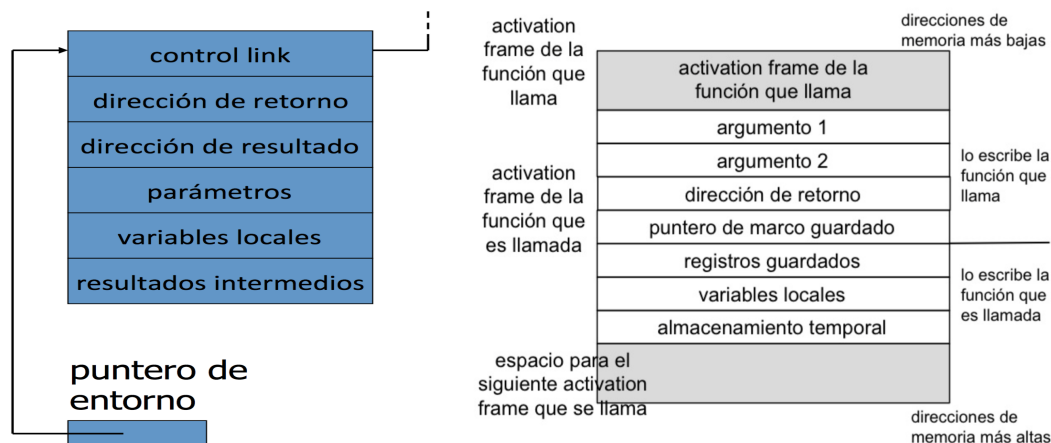 control link
dirección de retorno
dirección de resultado
parámetros
variables locales
resultados intermedios
puntero de
entorno
activation
frame de la
función que
llama
activation
frame de la
función que
es llamada
espacio para el
siguiente activation
frame que se llama
direcciones de
memoria más bajas
activation frame de la
función que llama
argumento 1
argumento 2
dirección de retorno
puntero de marco guardado
registros guardados
variables locales
almacenamiento temporal
lo escribe la
función que
llama
lo escribe la
función que
es llamada
direcciones de
memoria más altas